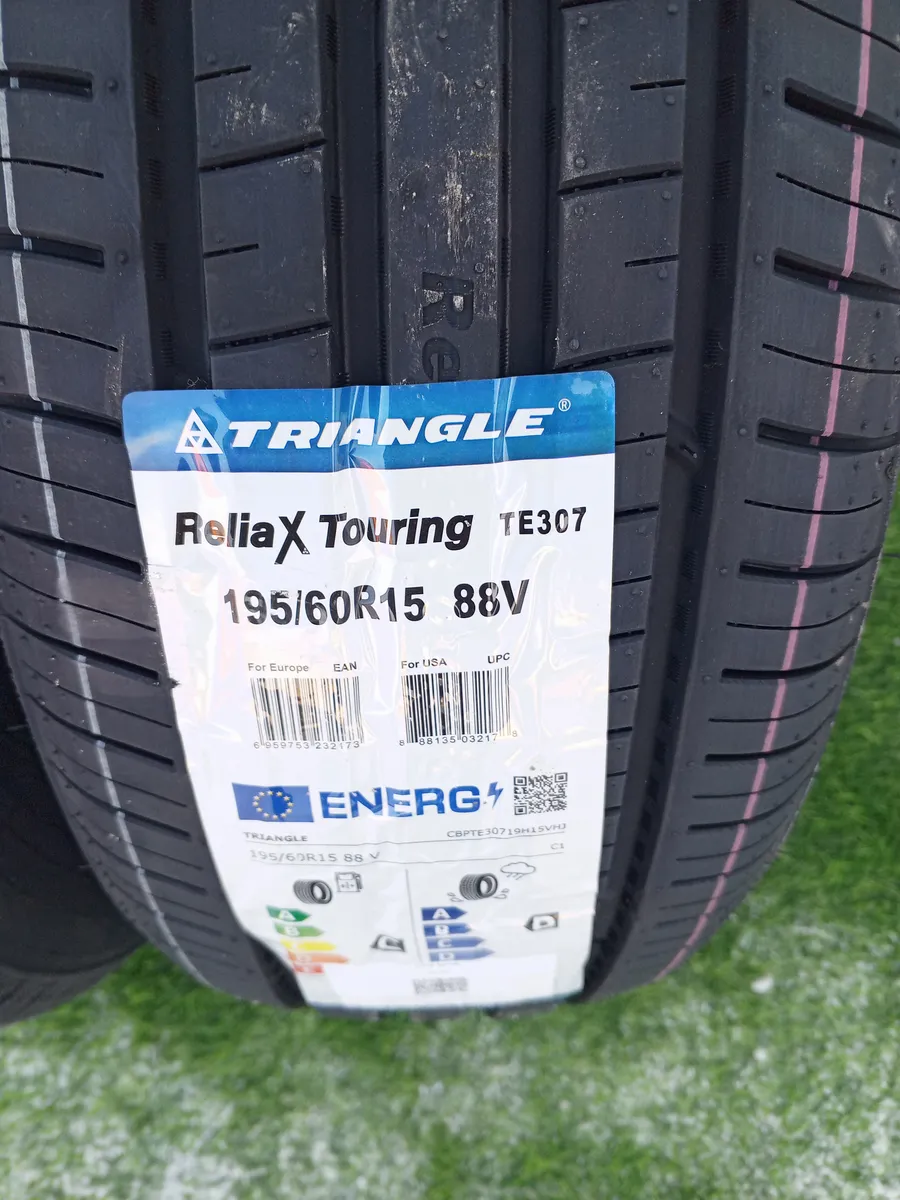 Re
TRIANGLE®
ReliaX Touring TE307
195/60R15 88V
For Europe EAN For USA UPC
6 959753 232173
8 88135 03217 8
ENERG
TRIANGLE CBPTE30719H15VHJ
195/60R15 88 V C1
A A
B B
C D
C C
D D
E